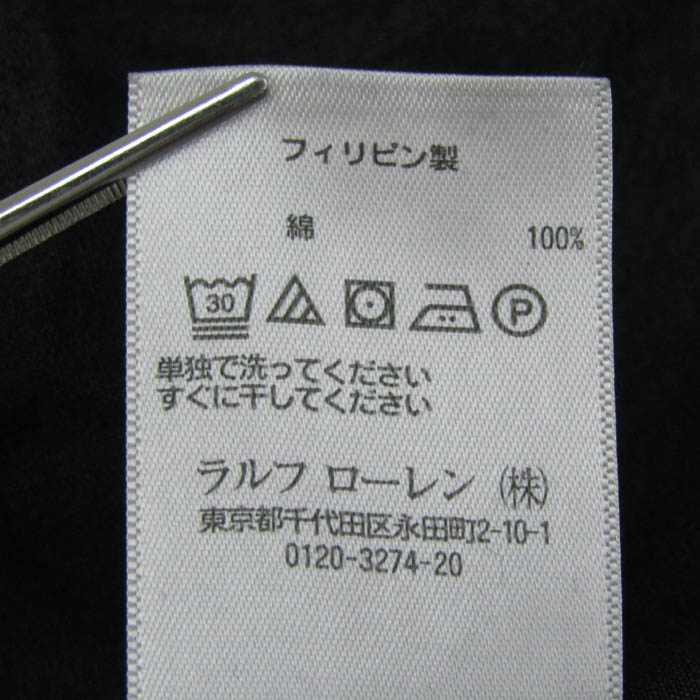 フィリピン製
綿 100%
30 P
単独で洗ってください
すぐに干してください
ラルフ ローレン (株)
東京都千代田区永田町2-10-1
0120-3274-20